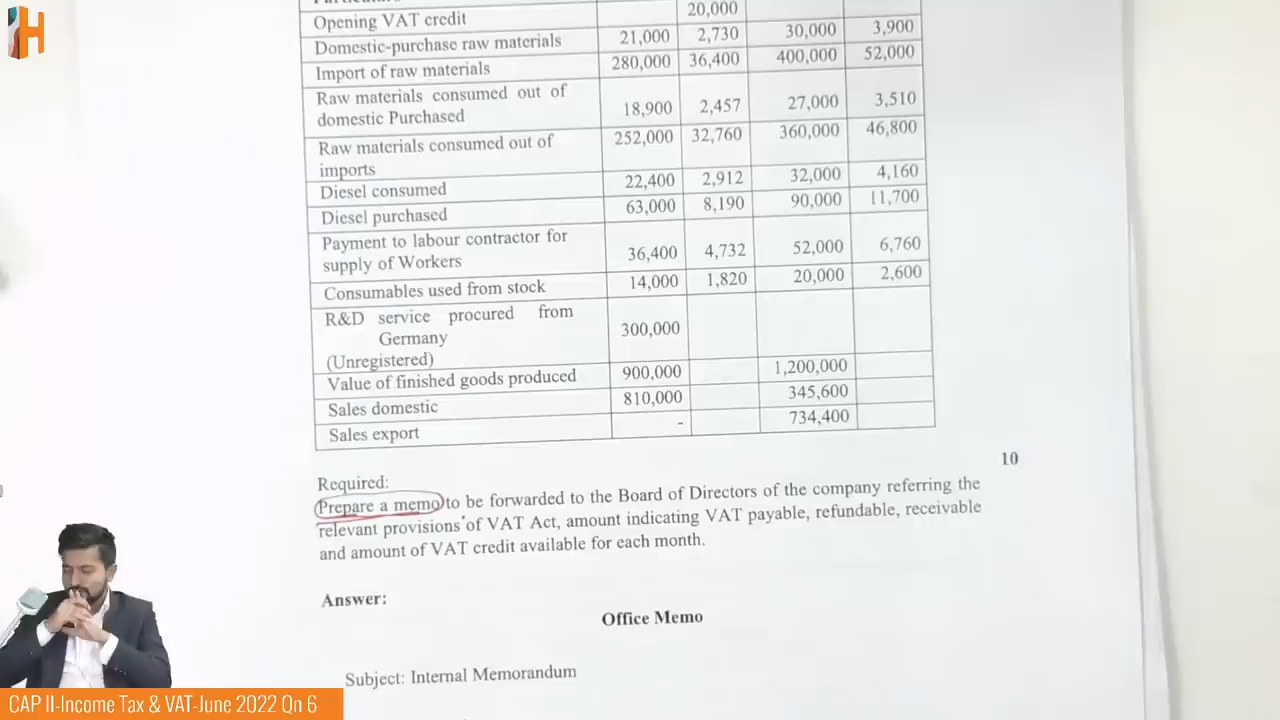 H
Opening VAT credit 20,000
Domestic-purchase raw materials 21,000 2,730 30,000 3,900
Import of raw materials 280,000 36,400 400,000 52,000
Raw materials consumed out of
domestic Purchased 18,900 2,457 27,000 3,510
Raw materials consumed out of
imports 252,000 32,760 360,000 46,800
Diesel consumed 22,400 2,912 32,000 4,160
Diesel purchased 63,000 8,190 90,000 11,700
Payment to labour contractor for
supply of Workers 36,400 4,732 52,000 6,760
Consumables used from stock 14,000 1,820 20,000 2,600
R&D service procured from
Germany 300,000
(Unregistered)
Value of finished goods produced 900,000 1,200,000
Sales domestic 810,000 345,600
Sales export - 734,400
10
Required:
Prepare a memo to be forwarded to the Board of Directors of the company referring the
relevant provisions of VAT Act, amount indicating VAT payable, refundable, receivable
and amount of VAT credit available for each month.
Answer:
Office Memo
Subject: Internal Memorandum
CAP II-Income Tax & VAT-June 2022 Qn 6